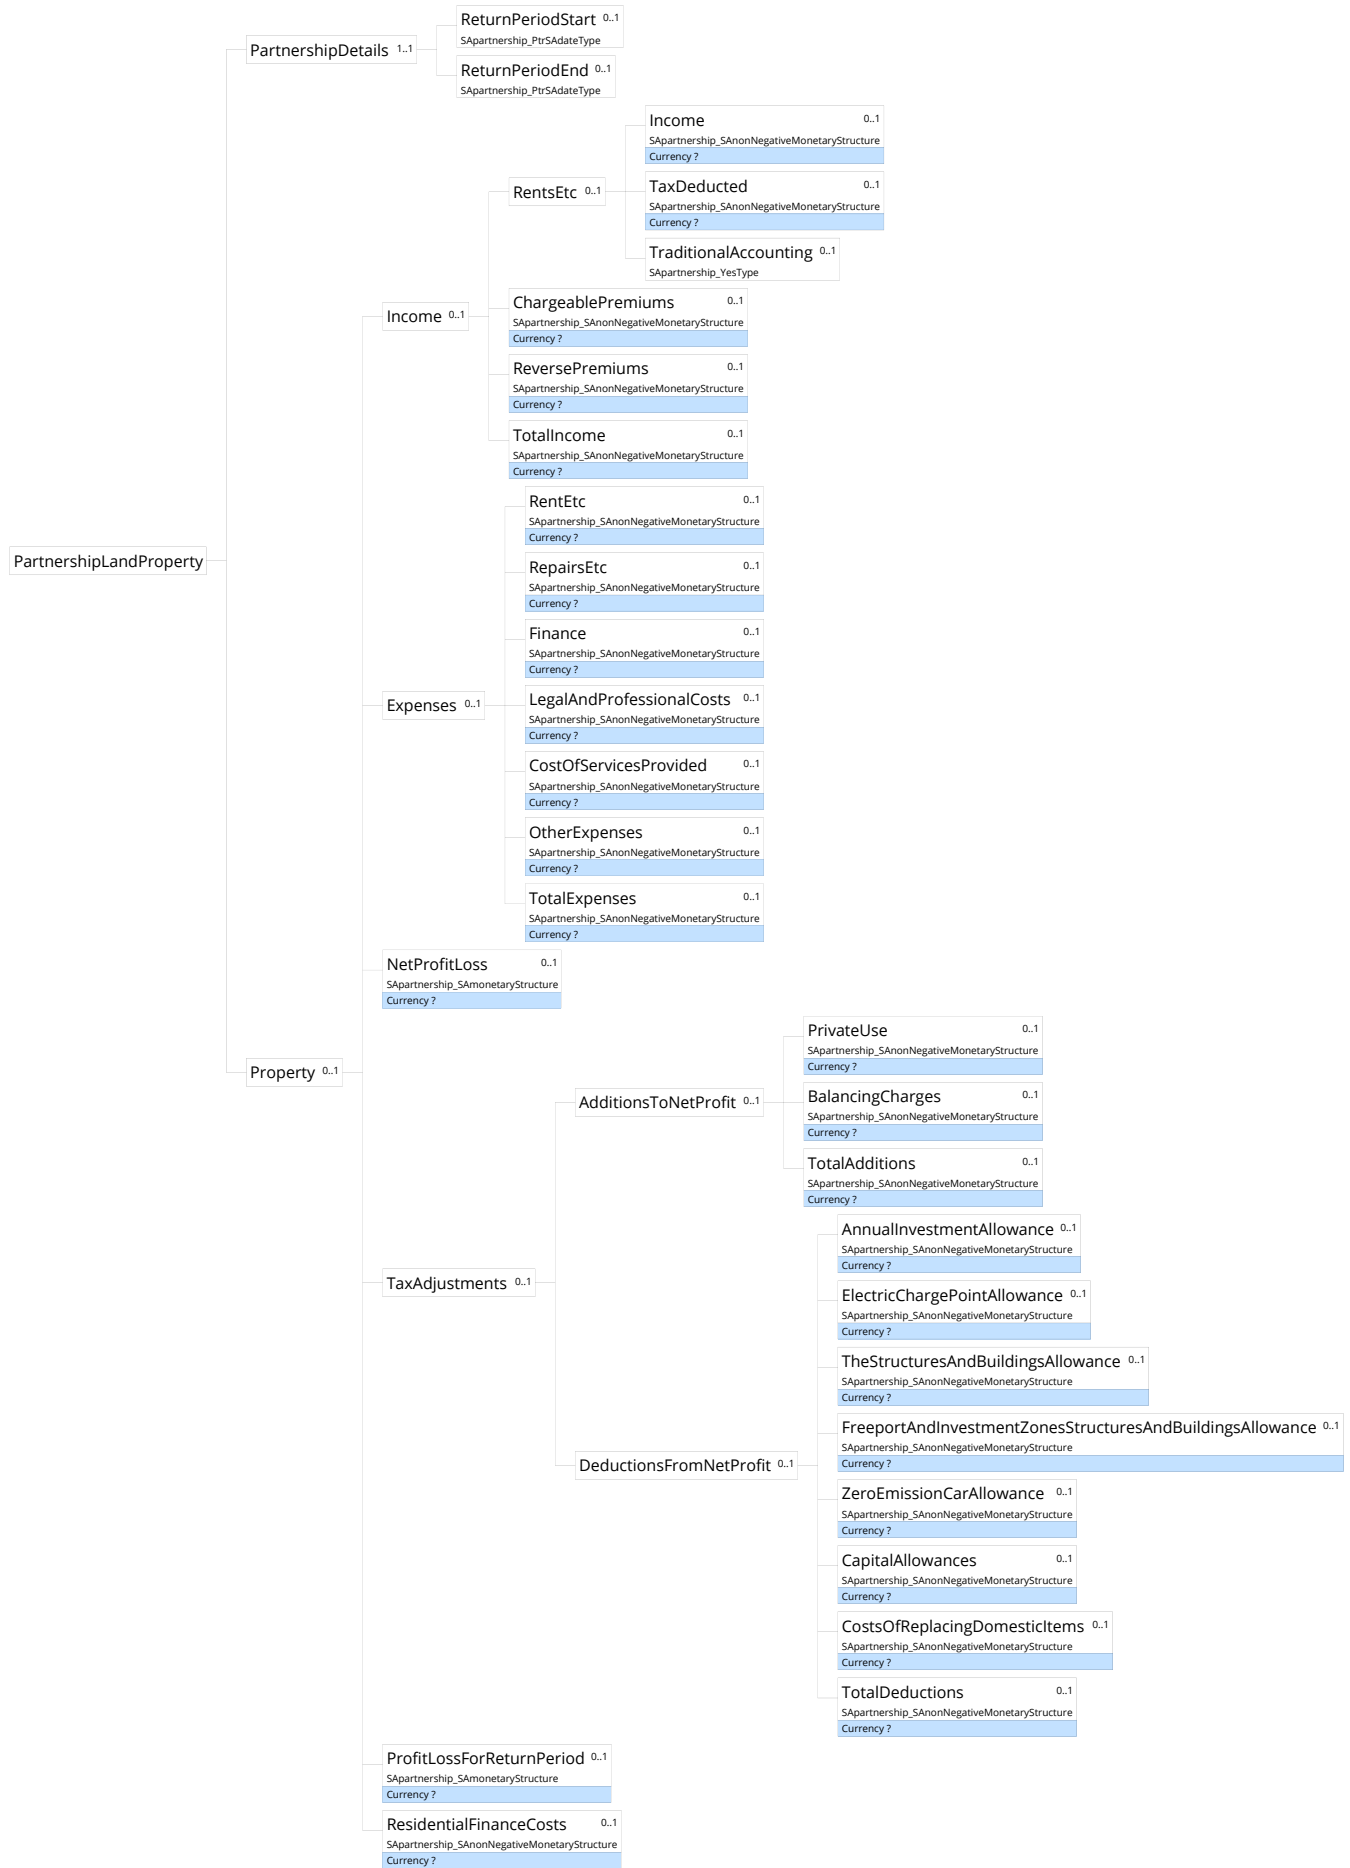 ReturnPeriodStart 0..1
SApartnership_PtrSAdateType
PartnershipDetails 1..1
ReturnPeriodEnd 0..1
SApartnership_PtrSAdateType
Income 0..1
SApartnership_SAnonNegativeMonetaryStructure
Currency ?
RentsEtc 0..1
TaxDeducted 0..1
SApartnership_SAnonNegativeMonetaryStructure
Currency ?
TraditionalAccounting 0..1
SApartnership_YesType
Income 0..1
ChargeablePremiums 0..1
SApartnership_SAnonNegativeMonetaryStructure
Currency ?
ReversePremiums 0..1
SApartnership_SAnonNegativeMonetaryStructure
Currency ?
TotalIncome 0..1
SApartnership_SAnonNegativeMonetaryStructure
Currency ?
RentEtc 0..1
SApartnership_SAnonNegativeMonetaryStructure
Currency ?
PartnershipLandProperty
RepairsEtc 0..1
SApartnership_SAnonNegativeMonetaryStructure
Currency ?
Finance 0..1
SApartnership_SAnonNegativeMonetaryStructure
Currency ?
Expenses 0..1
LegalAndProfessionalCosts 0..1
SApartnership_SAnonNegativeMonetaryStructure
Currency ?
CostOfServicesProvided 0..1
SApartnership_SAnonNegativeMonetaryStructure
Currency ?
OtherExpenses 0..1
SApartnership_SAnonNegativeMonetaryStructure
Currency ?
TotalExpenses 0..1
SApartnership_SAnonNegativeMonetaryStructure
Currency ?
NetProfitLoss 0..1
SApartnership_SAmonetaryStructure
Currency ?
Property 0..1
PrivateUse 0..1
SApartnership_SAnonNegativeMonetaryStructure
Currency ?
AdditionsToNetProfit 0..1
BalancingCharges 0..1
SApartnership_SAnonNegativeMonetaryStructure
Currency ?
TotalAdditions 0..1
SApartnership_SAnonNegativeMonetaryStructure
Currency ?
TaxAdjustments 0..1
AnnualInvestmentAllowance 0..1
SApartnership_SAnonNegativeMonetaryStructure
Currency ?
ElectricChargePointAllowance 0..1
SApartnership_SAnonNegativeMonetaryStructure
Currency ?
TheStructuresAndBuildingsAllowance 0..1
SApartnership_SAnonNegativeMonetaryStructure
Currency ?
DeductionsFromNetProfit 0..1
FreeportAndInvestmentZonesStructuresAndBuildingsAllowance 0..1
SApartnership_SAnonNegativeMonetaryStructure
Currency ?
ZeroEmissionCarAllowance 0..1
SApartnership_SAnonNegativeMonetaryStructure
Currency ?
CapitalAllowances 0..1
SApartnership_SAnonNegativeMonetaryStructure
Currency ?
CostsOfReplacingDomesticItems 0..1
SApartnership_SAnonNegativeMonetaryStructure
Currency ?
TotalDeductions 0..1
SApartnership_SAnonNegativeMonetaryStructure
Currency ?
ProfitLossForReturnPeriod 0..1
SApartnership_SAmonetaryStructure
Currency ?
ResidentialFinanceCosts 0..1
SApartnership_SAnonNegativeMonetaryStructure
Currency ?